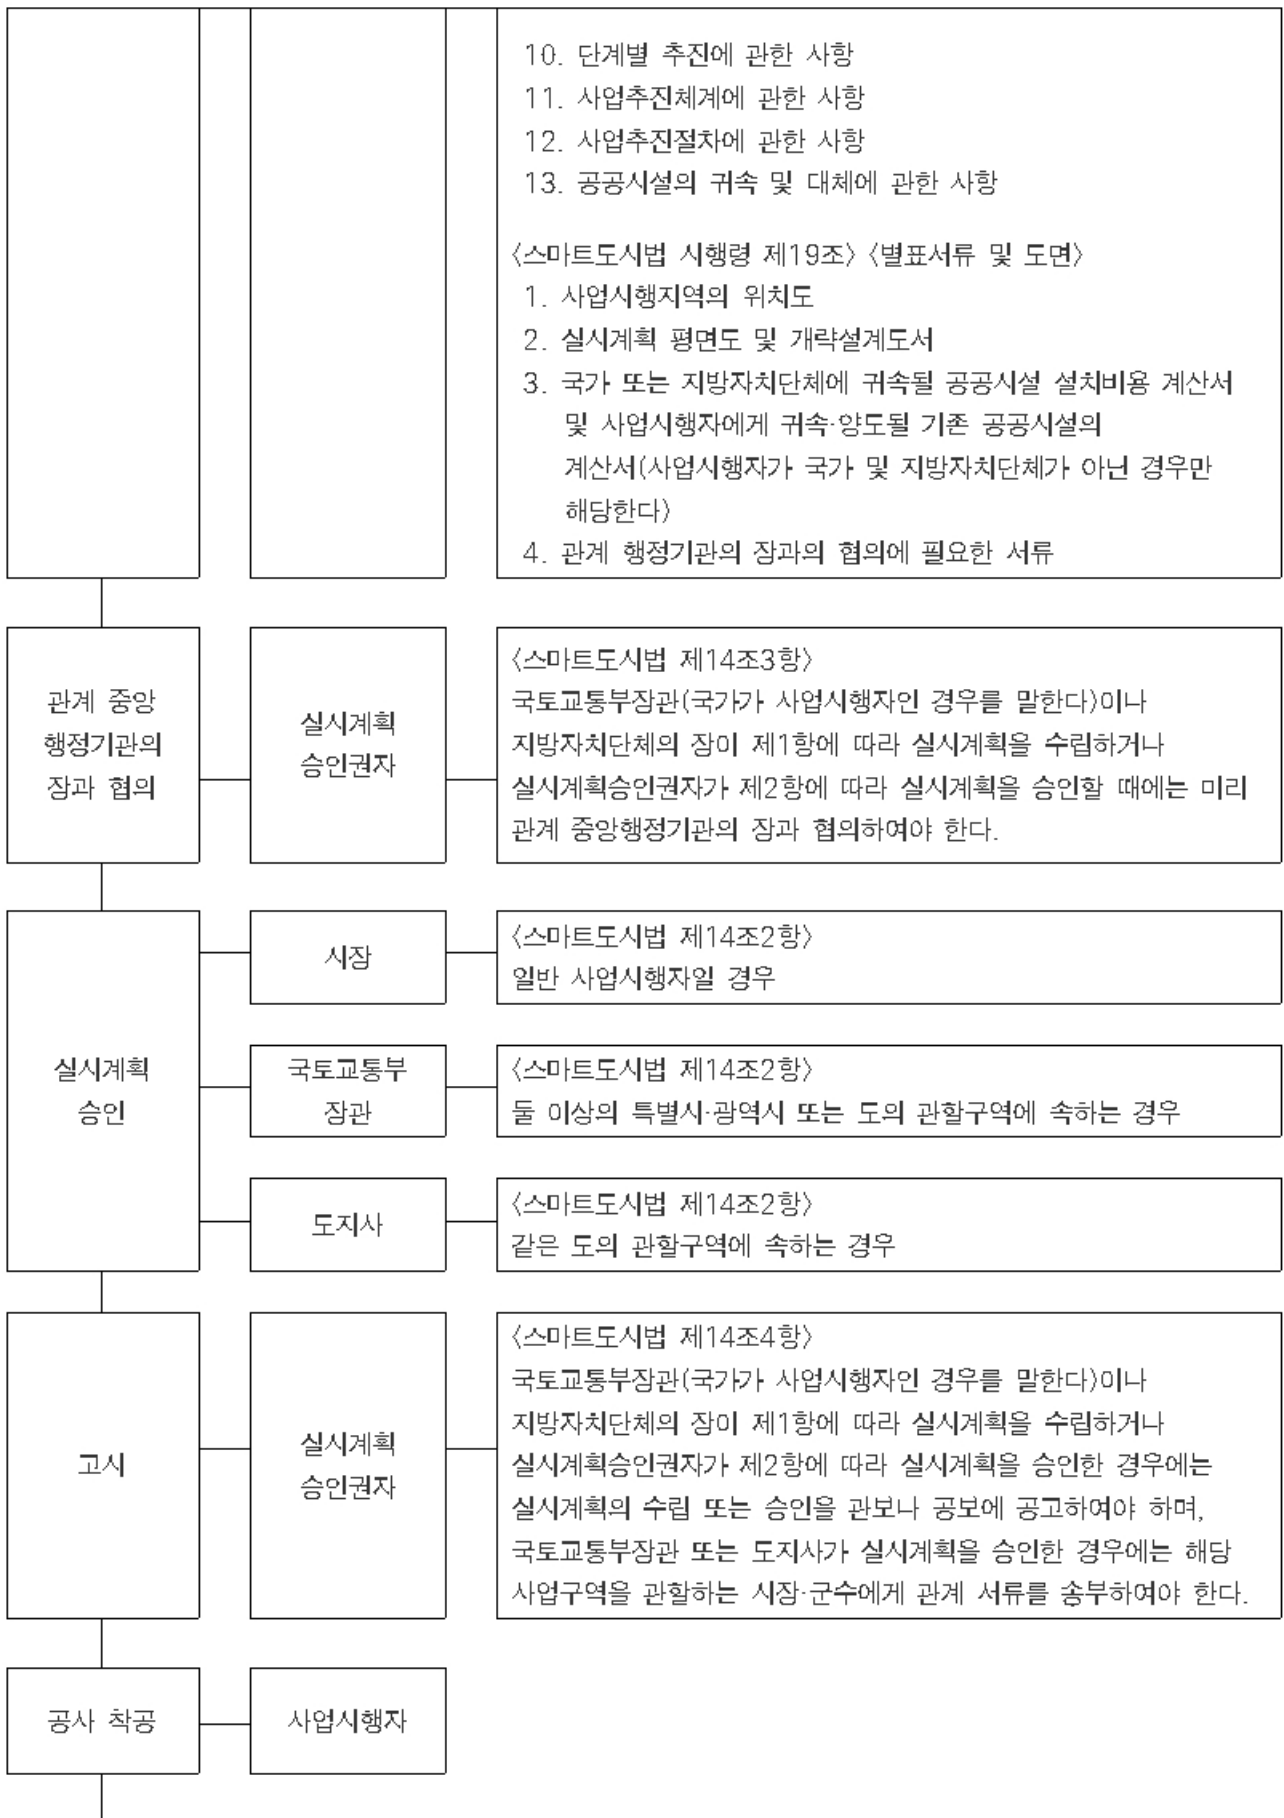 10. 단계별 추진에 관한 사항
11. 사업추진체계에 관한 사항
12. 사업추진절차에 관한 사항
13. 공공시설의 귀속 및 대체에 관한 사항
〈스마트도시법 시행령 제19조〉 〈별표서류 및 도면〉
1. 사업시행지역의 위치도
2. 실시계획 평면도 및 개략설계도서
3. 국가 또는 지방자치단체에 귀속될 공공시설 설치비용 계산서
및 사업시행자에게 귀속·양도될 기존 공공시설의
계산서(사업시행자가 국가 및 지방자치단체가 아닌 경우만
해당한다)
4. 관계 행정기관의 장과의 협의에 필요한 서류
관계 중앙
행정기관의
장과 협의
실시계획
승인권자
〈스마트도시법 제14조3항〉
국토교통부장관(국가가 사업시행자인 경우를 말한다)이나
지방자치단체의 장이 제1항에 따라 실시계획을 수립하거나
실시계획승인권자가 제2항에 따라 실시계획을 승인할 때에는 미리
관계 중앙행정기관의 장과 협의하여야 한다.
실시계획
승인
시장
〈스마트도시법 제14조2항〉
일반 사업시행자일 경우
국토교통부
장관
〈스마트도시법 제14조2항〉
둘 이상의 특별시·광역시 또는 도의 관할구역에 속하는 경우
도지사
〈스마트도시법 제14조2항〉
같은 도의 관할구역에 속하는 경우
고시
실시계획
승인권자
〈스마트도시법 제14조4항〉
국토교통부장관(국가가 사업시행자인 경우를 말한다)이나
지방자치단체의 장이 제1항에 따라 실시계획을 수립하거나
실시계획승인권자가 제2항에 따라 실시계획을 승인한 경우에는
실시계획의 수립 또는 승인을 관보나 공보에 공고하여야 하며,
국토교통부장관 또는 도지사가 실시계획을 승인한 경우에는 해당
사업구역을 관할하는 시장·군수에게 관계 서류를 송부하여야 한다.
공사 착공
사업시행자